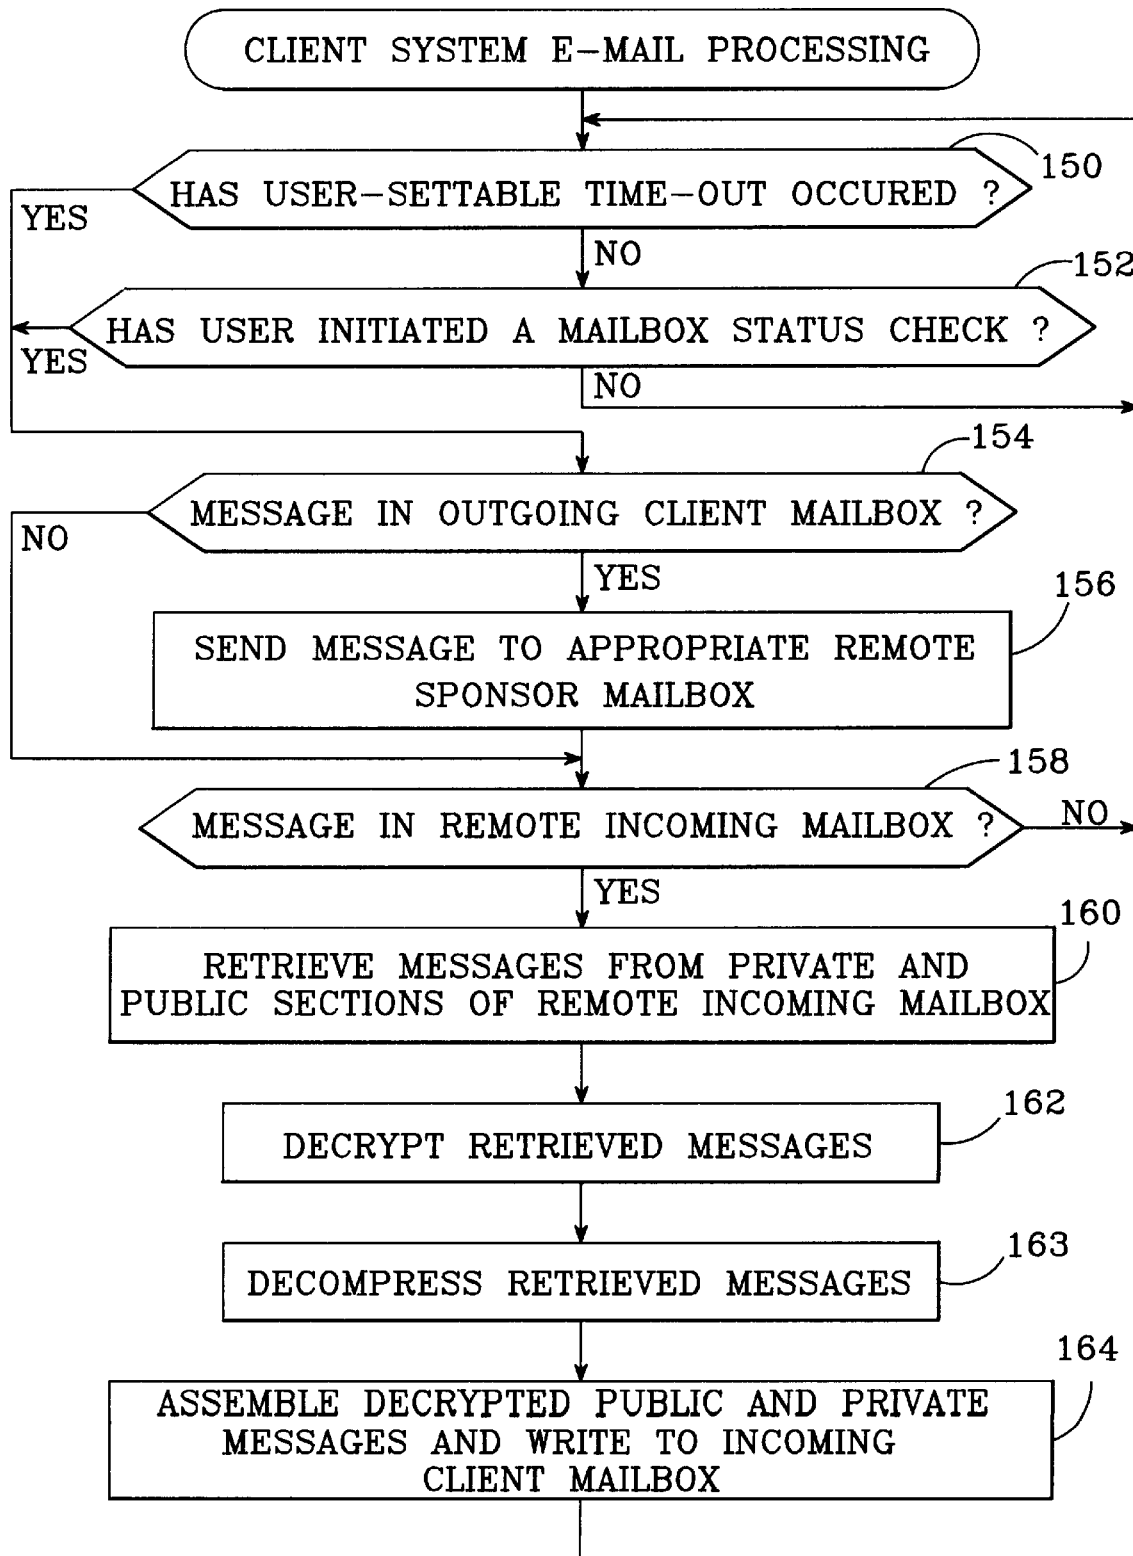 CLIENT SYSTEM E-MAIL PROCESSING
150
HAS USER-SETTABLE TIME-OUT OCCURED ?
YES
NO
152
HAS USER INITIATED A MAILBOX STATUS CHECK ?
YES
NO
154
MESSAGE IN OUTGOING CLIENT MAILBOX ?
NO
YES
156
SEND MESSAGE TO APPROPRIATE REMOTE
SPONSOR MAILBOX
158
MESSAGE IN REMOTE INCOMING MAILBOX ?
NO
YES
160
RETRIEVE MESSAGES FROM PRIVATE AND
PUBLIC SECTIONS OF REMOTE INCOMING MAILBOX
162
DECRYPT RETRIEVED MESSAGES
163
DECOMPRESS RETRIEVED MESSAGES
164
ASSEMBLE DECRYPTED PUBLIC AND PRIVATE
MESSAGES AND WRITE TO INCOMING
CLIENT MAILBOX